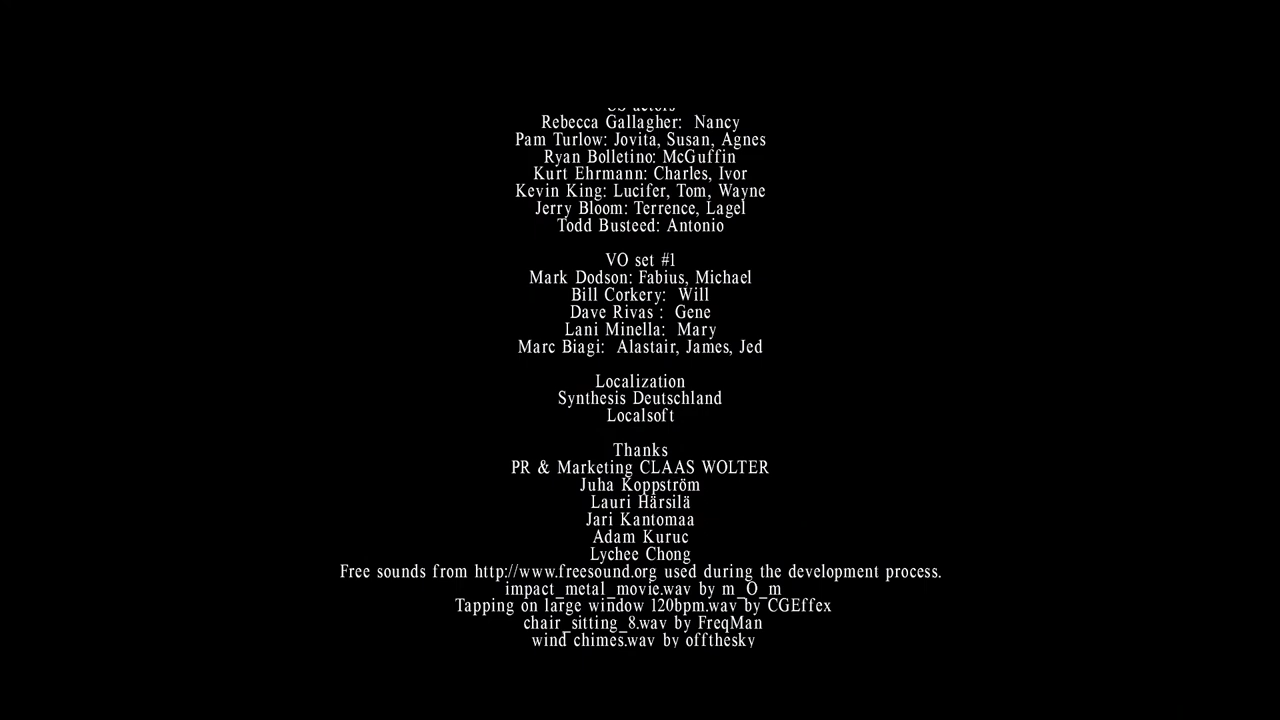 US actors
Rebecca Gallagher:  Nancy
Pam Turlow: Jovita, Susan, Agnes
Ryan Bolletino: McGuffin
Kurt Ehrmann: Charles, Ivor
Kevin King: Lucifer, Tom, Wayne
Jerry Bloom: Terrence, Lagel
Todd Busteed: Antonio
VO set #1
Mark Dodson: Fabius, Michael
Bill Corkery:  Will
Dave Rivas :  Gene
Lani Minella:  Mary
Marc Biagi:  Alastair, James, Jed
Localization
Synthesis Deutschland
Localsoft
Thanks
PR & Marketing CLAAS WOLTER
Juha Koppström
Lauri Härsilä
Jari Kantomaa
Adam Kuruc
Lychee Chong
Free sounds from http://www.freesound.org used during the development process.
impact_metal_movie.wav by m_O_m
Tapping on large window 120bpm.wav by CGEffex
chair_sitting_8.wav by FreqMan
wind chimes.wav by offthesky